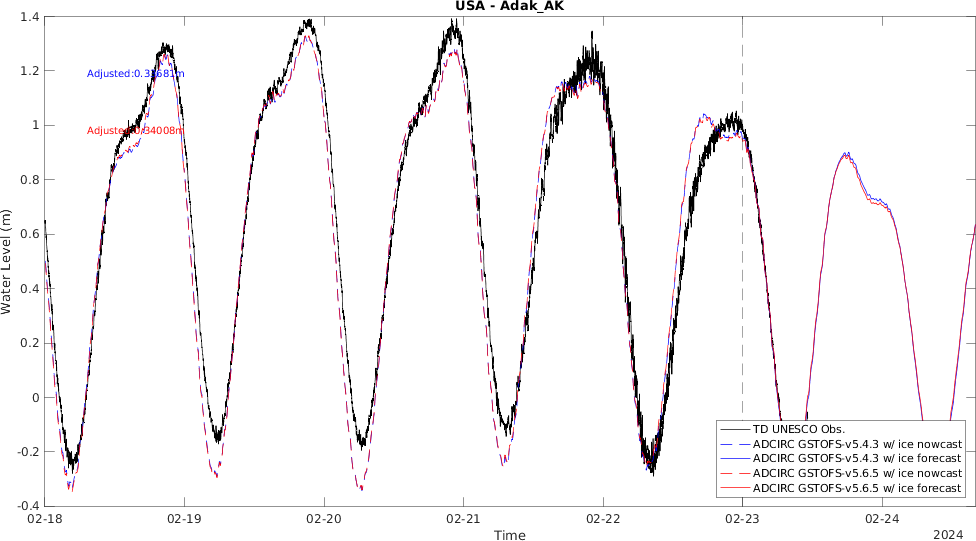 USA - Adak_AK
1.4
1.2
1
0.8
0.6
0.4
0.2
0
-0.2
-0.4
Water Level (m)
Adjusted:0.31681m
Adjusted:0.34008m
TD UNESCO Obs.
ADCIRC GSTOFS-v5.4.3 w/ ice nowcast
ADCIRC GSTOFS-v5.4.3 w/ ice forecast
ADCIRC GSTOFS-v5.6.5 w/ ice nowcast
ADCIRC GSTOFS-v5.6.5 w/ ice forecast
02-18 02-19 02-20 02-21 02-22 02-23 02-24
Time
2024